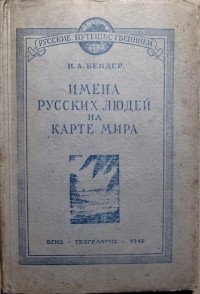 РУССКИЕ ПУТЕШЕСТВЕННИКИ
Н. А. БЕНДЕР.
ИМЕНА
РУССКИХ ЛЮДЕЙ
НА
КАРТЕ МИРА
ОГИЗ • ГЕОГРАФГИЗ • 1948